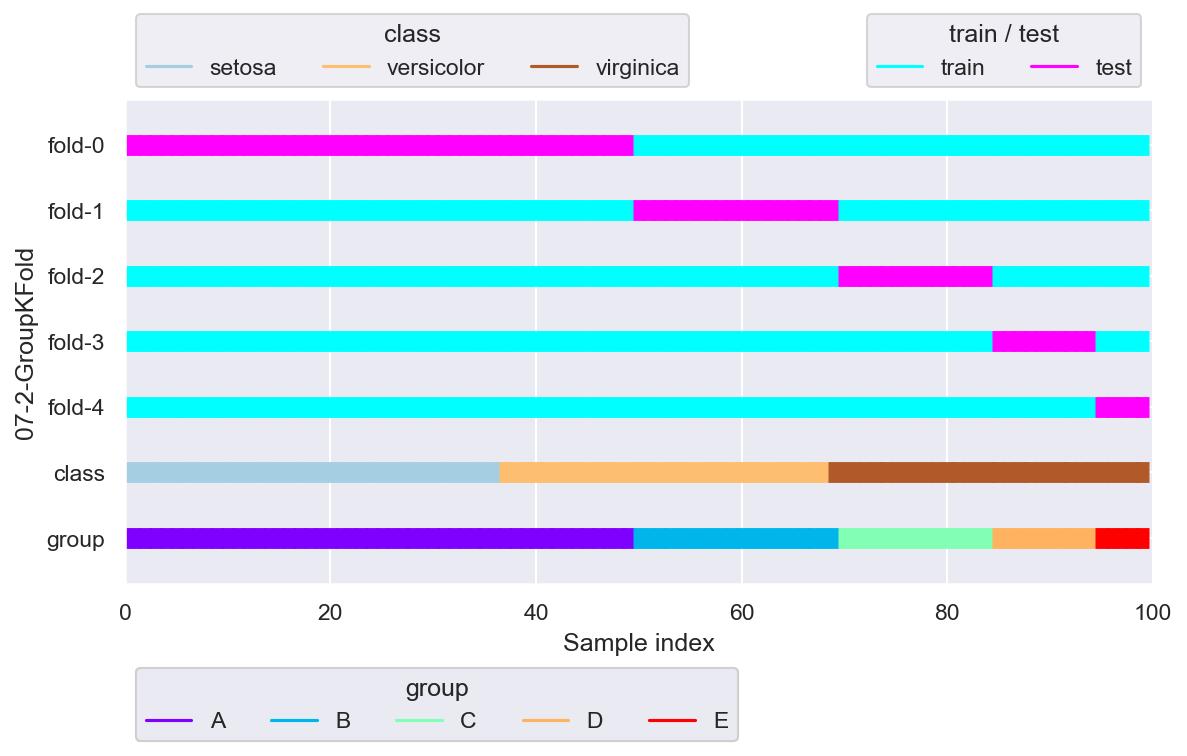 class
setosa versicolor virginica
train / test
train test
07-2-GroupKFold
fold-0
fold-1
fold-2
fold-3
fold-4
class
group
0 20 40 60 80 100
Sample index
group
A B C D E